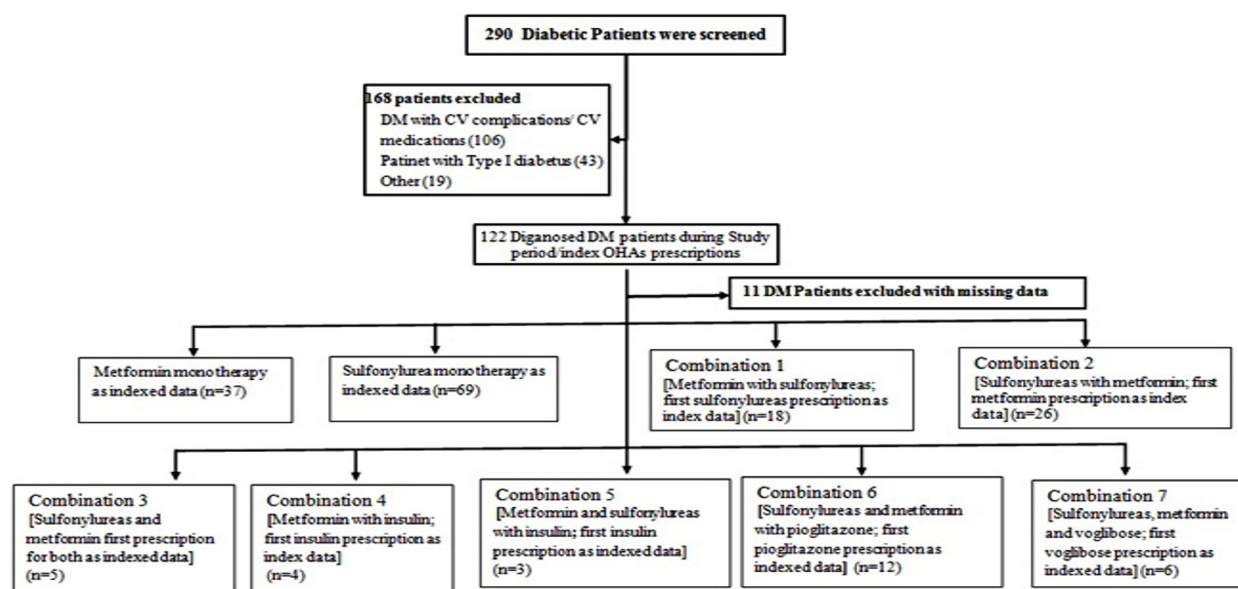 290 Diabetic Patients were screened
168 patients excluded
DM with CV complications/ CV
medications (106)
Patinet with Type I diabetus (43)
Other (19)
122 Diganosed DM patients during Study
period/index OHAs prescriptions
11 DM Patients excluded with missing data
Metformin monotherapy
as indexed data (n=37)
Sulfonylurea monotherapy as
indexed data (n=69)
Combination 1
[Metformin with sulfonylureas;
first sulfonylureas prescription as
index data] (n=18)
Combination 2
[Sulfonylureas with metformin; first
metformin prescription as index
data] (n=26)
Combination 3
[Sulfonylureas and
metformin first prescription
for both as indexed data]
(n=5)
Combination 4
[Metformin with insulin;
first insulin prescription as
index data]
(n=4)
Combination 5
[Metformin and sulfonylureas
with insulin; first insulin
prescription as indexed data]
(n=3)
Combination 6
[Sulfonylureas and metformin
with pioglitazone; first
pioglitazone prescription as
indexed data] (n=12)
Combination 7
[Sulfonylureas, metformin
and voglibose; first
voglibose prescription as
indexed data] (n=6)